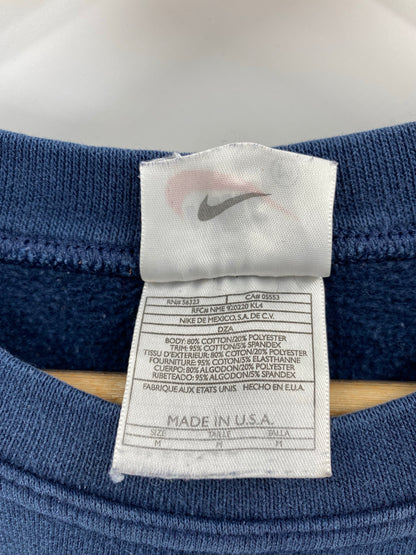 RN# 56323 CA# 05553
RFC# NME 920220 KL4
NIKE DE MEXICO, S.A. DE C.V.
DZA
BODY: 80% COTTON/20% POLYESTER
TRIM: 95% COTTON/5% SPANDEX
TISSU D'EXTERIEUR: 80% COTTON/20% POLYESTER
FOURNITURE: 95% COTON/5% ELASTHANNE
CUERPO: 80% ALGODON/20% POLYESTER
RIBETEADO: 95% ALGODON/5% SPANDEX
FABRIQUE AUX ETATS UNIS. HECHO EN E.U.A.
MADE IN U.S.A.
SIZE TAILLE TALLA
M M M